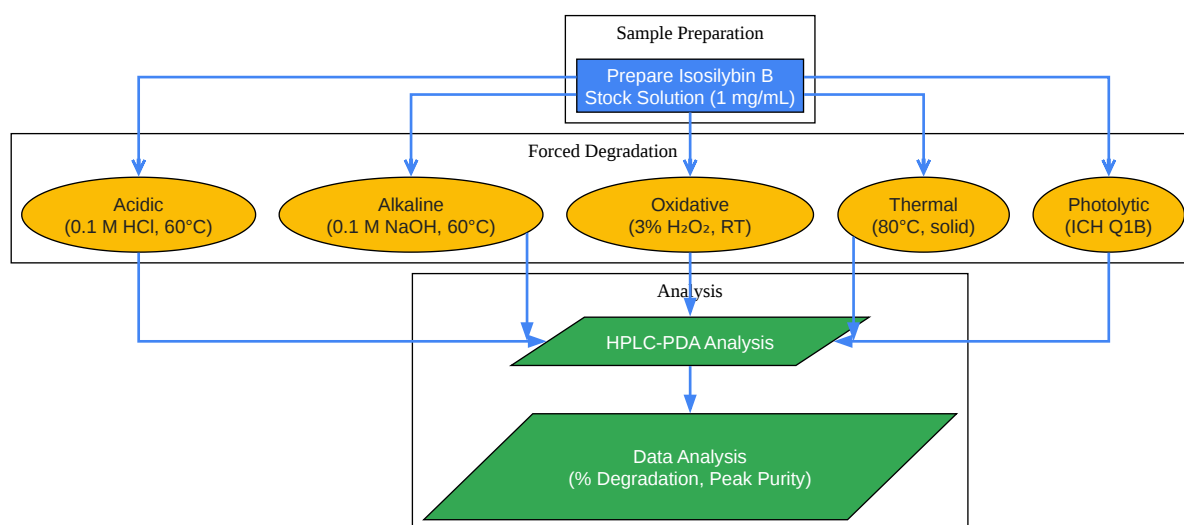 Sample Preparation
Prepare Isosilybin B
Stock Solution (1 mg/mL)
Forced Degradation
Acidic
(0.1 M HCl, 60°C)
Alkaline
(0.1 M NaOH, 60°C)
Oxidative
(3% H₂O₂, RT)
Thermal
(80°C, solid)
Photolytic
(ICH Q1B)
Analysis
HPLC-PDA Analysis
Data Analysis
(% Degradation, Peak Purity)